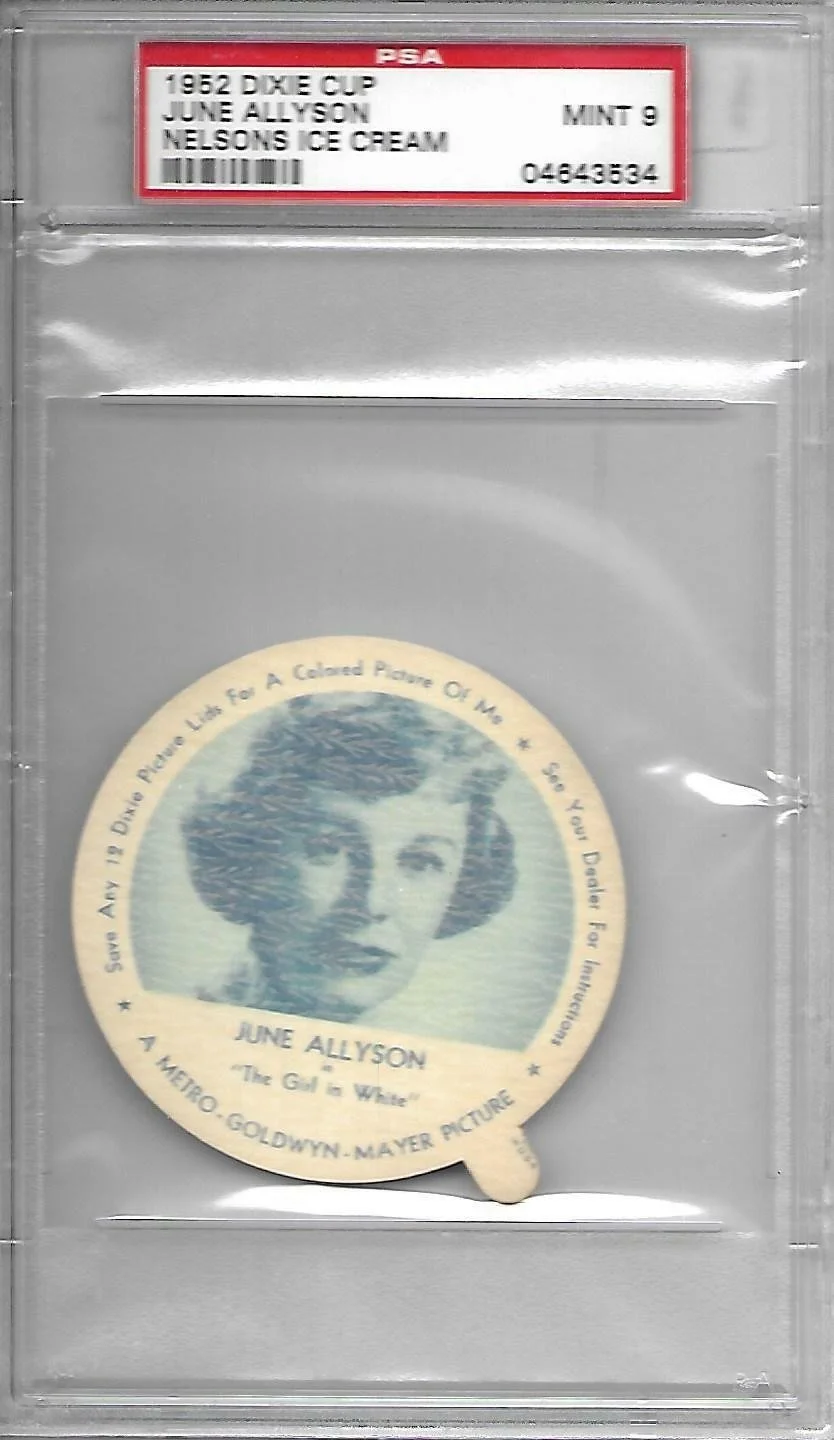 PSA
1952 DIXIE CUP
JUNE ALLYSON
MINT 9
NELSONS ICE CREAM
04643534
Save Any 12 Dixie Picture Lids For A Colored Picture Of Me ★ See Your Dealer For Instructions ★
JUNE ALLYSON
in
"The Girl in White"
★ A METRO-GOLDWYN-MAYER PICTURE
PSA